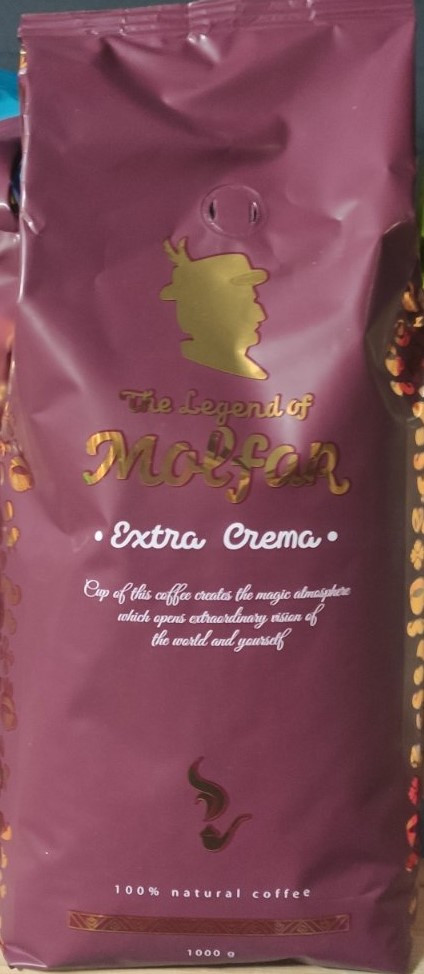 The Legend of
Molfar
• Extra Crema •
Cup of this coffee creates the magic atmosphere
which opens extraordinary vision of
the world and yourself
100% natural coffee
1000 g